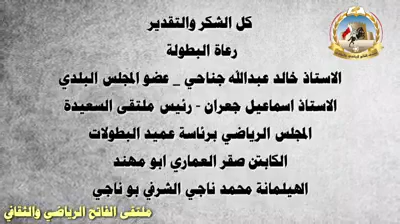 كل الشكر والتقدير
رعاة البطولة
الاستاذ خالد عبدالله جناحي _ عضو المجلس البلدي
الاستاذ اسماعيل جعران - رئيس ملتقى السعيدة
المجلس الرياضي برئاسة عميد البطولات
الكابتن صقر العماري ابو مهند
الهيلمانة محمد ناجي الشرفي بو ناجي
ملتقى الفاتح الرياضي والثقافي